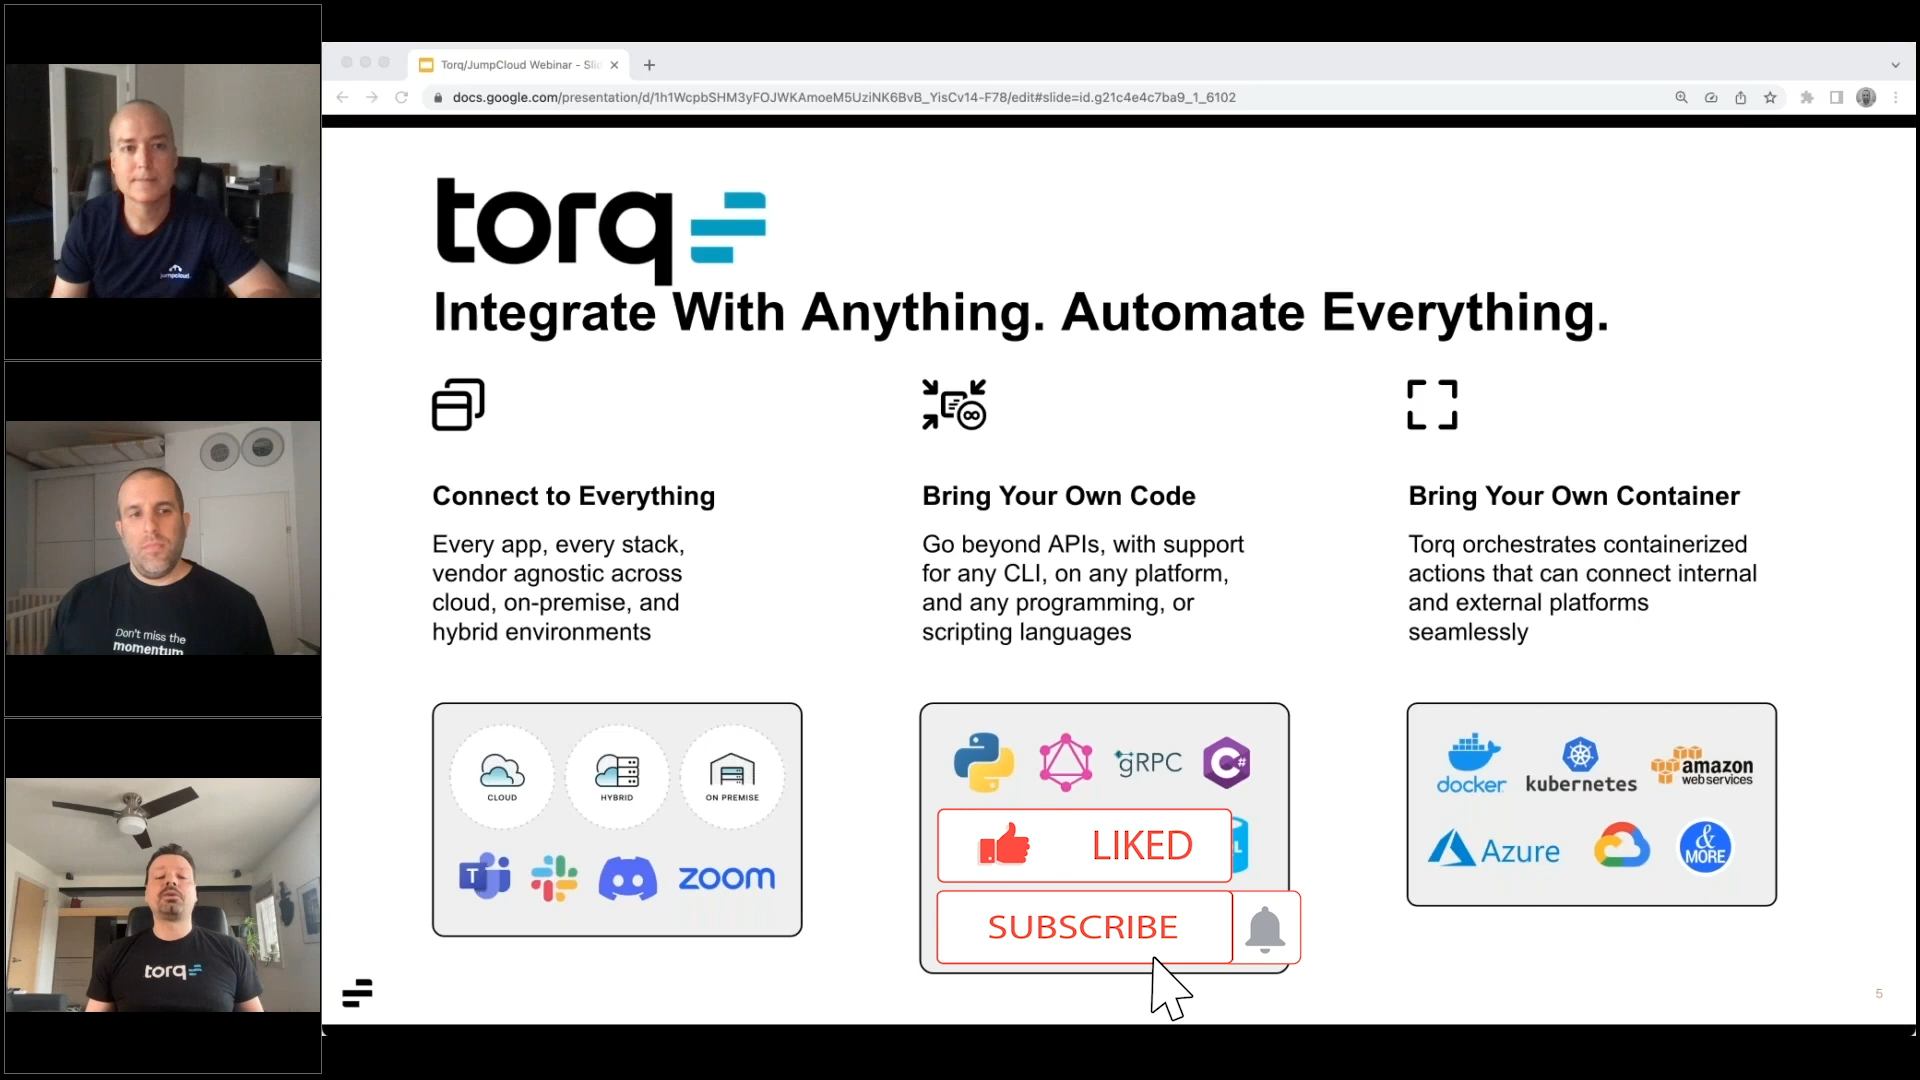 Torq/JumpCloud Webinar - Sli
docs.google.com/presentation/d/1h1WcpbSHM3yFOJWKAmoeM5UziNK6BvB_YisCv14-F78/edit#slide=id.g21c4e4c7ba9_1_6102
torq
Integrate With Anything. Automate Everything.
Connect to Everything
Every app, every stack,
vendor agnostic across
cloud, on-premise, and
hybrid environments
CLOUD
HYBRID
ON PREMISE
T
zoom
Bring Your Own Code
Go beyond APIs, with support
for any CLI, on any platform,
and any programming, or
scripting languages
gRPC
C#
LIKED
SUBSCRIBE
Bring Your Own Container
Torq orchestrates containerized
actions that can connect internal
and external platforms
seamlessly
docker
kubernetes
amazon
web services
Azure
&
MORE
5
jumpcloud
Don't miss the
momentum
torq